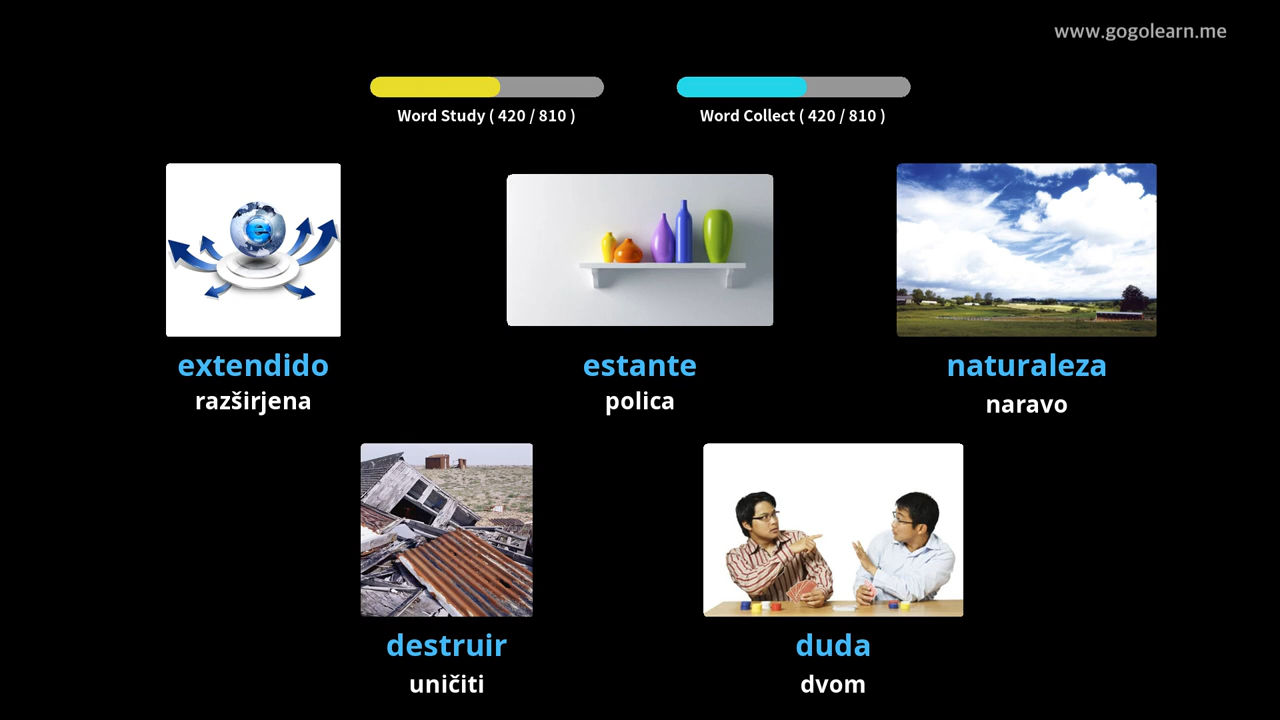 www.gogolearn.me
Word Study ( 420 / 810 )
Word Collect ( 420 / 810 )
e
extendido
razširjena
estante
polica
naturaleza
naravo
destruir
uničiti
duda
dvom